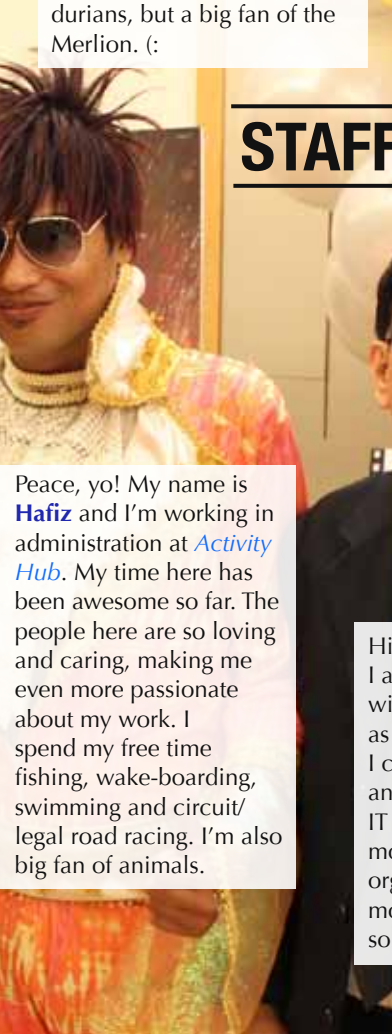 durians, but a big fan of the
Merlion. (:
STAFF
Peace, yo! My name is
Hafiz and I'm working in
administration at Activity
Hub. My time here has
been awesome so far. The
people here are so loving
and caring, making me
even more passionate
about my work. I
spend my free time
fishing, wake-boarding,
swimming and circuit/
legal road racing. I'm also
big fan of animals.
Hi
I a
wi
as
I c
an
IT
mo
org
mo
so